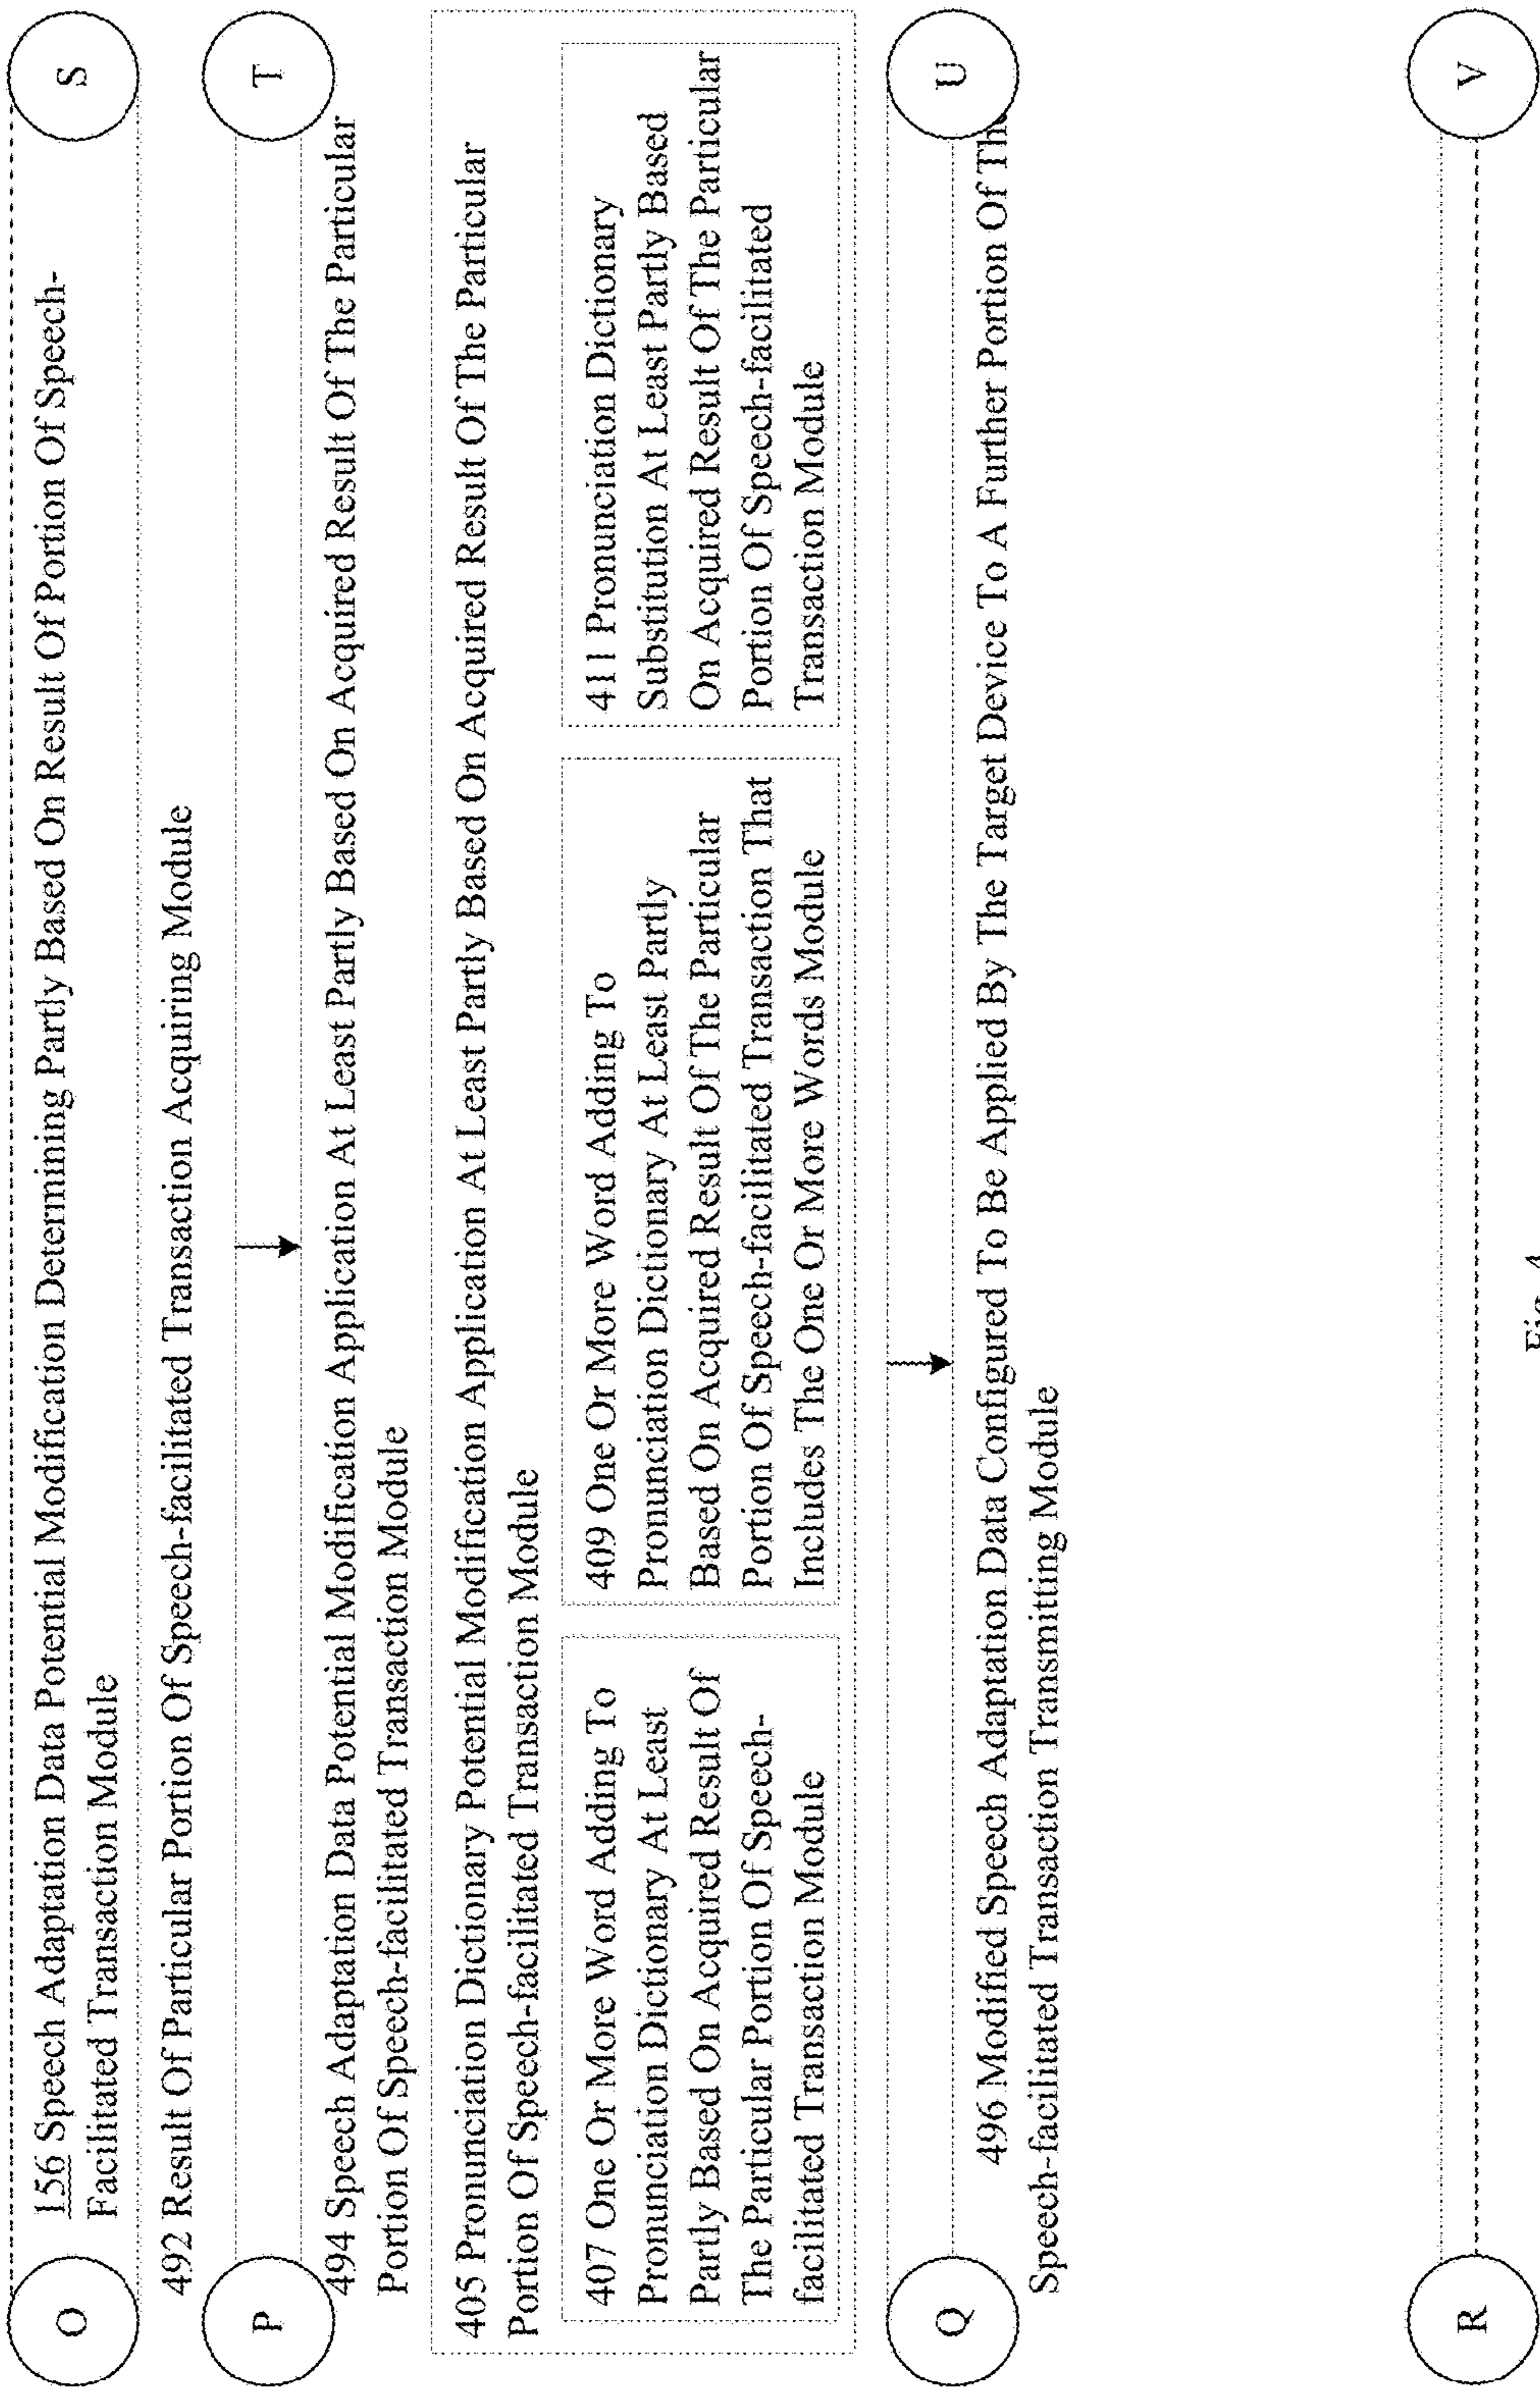 O
S
156 Speech Adaptation Data Potential Modification Determining Partly Based On Result Of Portion Of Speech-
Facilitated Transaction Module
492 Result Of Particular Portion Of Speech-facilitated Transaction Acquiring Module
P
T
494 Speech Adaptation Data Potential Modification Application At Least Partly Based On Acquired Result Of The Particular
Portion Of Speech-facilitated Transaction Module
405 Pronunciation Dictionary Potential Modification Application At Least Partly Based On Acquired Result Of The Particular
Portion Of Speech-facilitated Transaction Module
407 One Or More Word Adding To
Pronunciation Dictionary At Least
Partly Based On Acquired Result Of
The Particular Portion Of Speech-
facilitated Transaction Module
409 One Or More Word Adding To
Pronunciation Dictionary At Least Partly
Based On Acquired Result Of The Particular
Portion Of Speech-facilitated Transaction That
Includes The One Or More Words Module
411 Pronunciation Dictionary
Substitution At Least Partly Based
On Acquired Result Of The Particular
Portion Of Speech-facilitated
Transaction Module
Q
U
496 Modified Speech Adaptation Data Configured To Be Applied By The Target Device To A Further Portion Of The
Speech-facilitated Transaction Transmitting Module
R
V